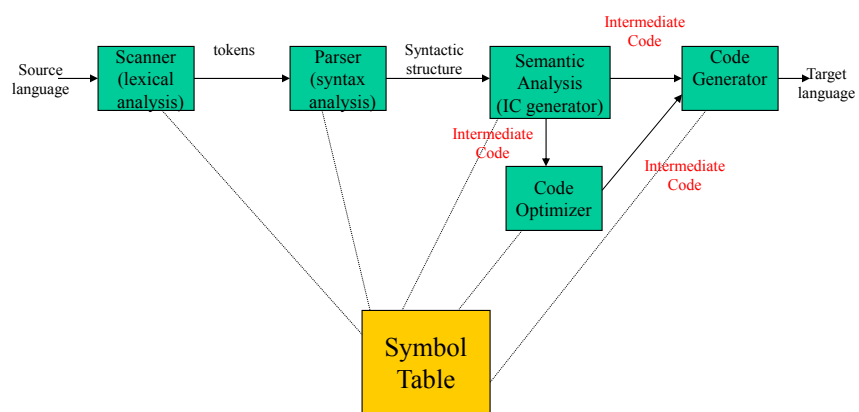 Source
language
Scanner
(lexical
analysis)
tokens
Parser
(syntax
analysis)
Syntactic
structure
Semantic
Analysis
(IC generator)
Intermediate
Code
Code
Generator
Target
language
Intermediate
Code
Code
Optimizer
Intermediate
Code
Symbol
Table